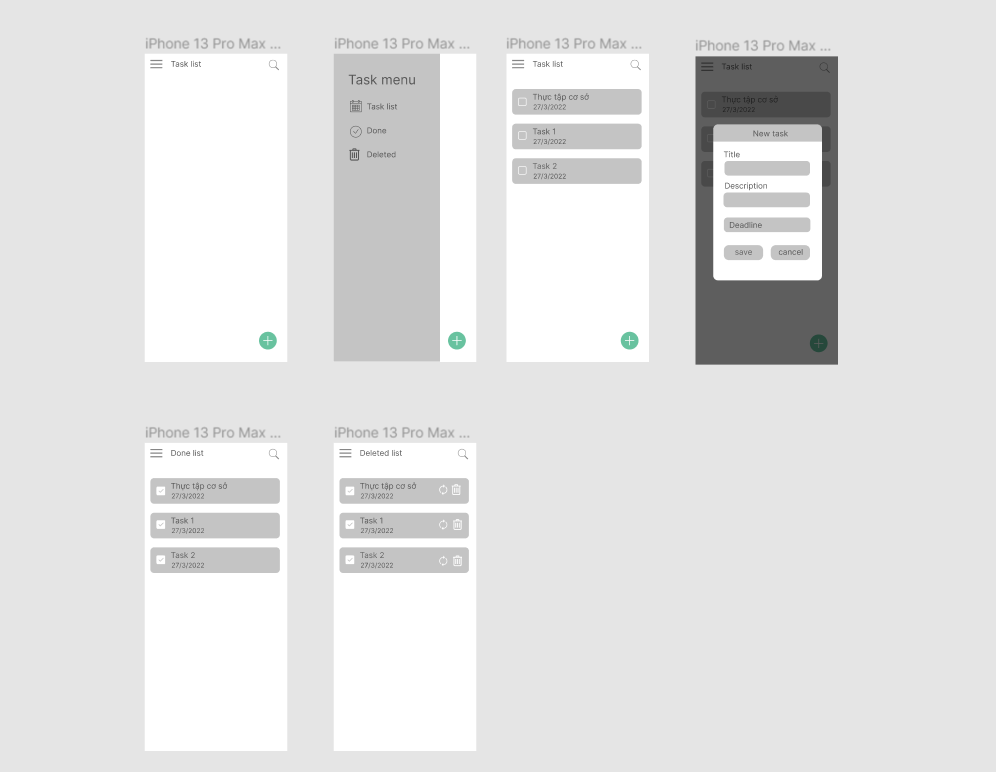 iPhone 13 Pro Max ...
Task list
iPhone 13 Pro Max ...
Task menu
Task list
Done
Deleted
iPhone 13 Pro Max ...
Task list
Thực tập cơ sở
27/3/2022
Task 1
27/3/2022
Task 2
27/3/2022
iPhone 13 Pro Max ...
Task list
Thực tập cơ sở
27/3/2022
New task
Title
Description
Deadline
save
cancel
iPhone 13 Pro Max ...
Done list
Thực tập cơ sở
27/3/2022
Task 1
27/3/2022
Task 2
27/3/2022
iPhone 13 Pro Max ...
Deleted list
Thực tập cơ sở
27/3/2022
Task 1
27/3/2022
Task 2
27/3/2022